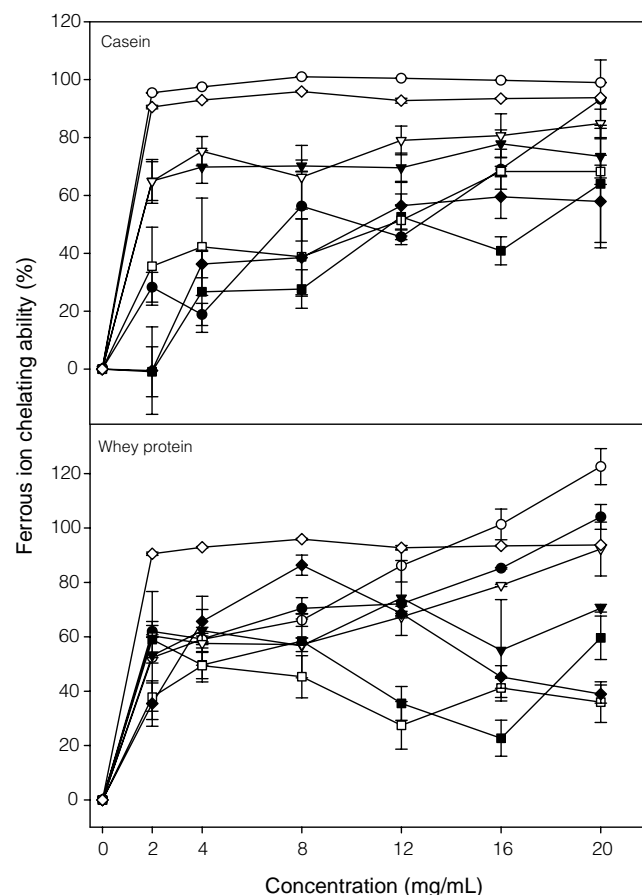 120
Casein
100
80
60
40
20
0
Whey protein
120
100
80
60
40
20
0
0 2 4 8 12 16 20
Ferrous ion chelating ability (%)
Concentration (mg/mL)